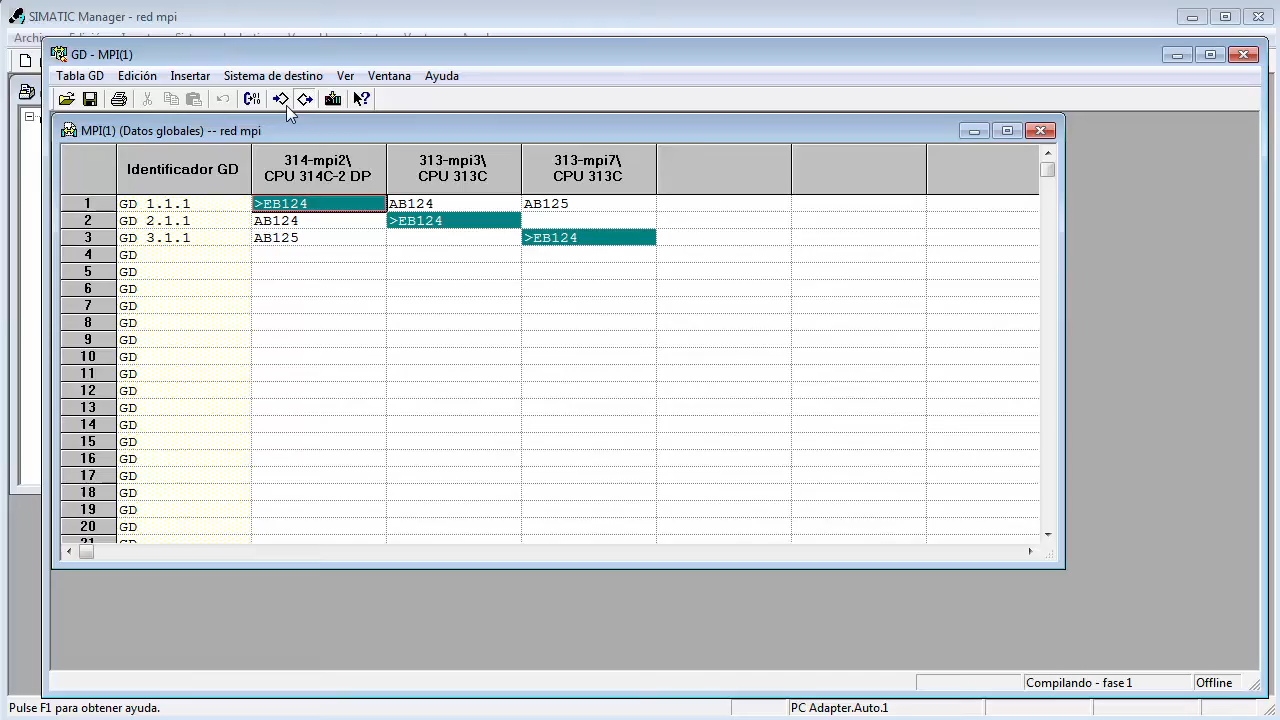 SIMATIC Manager - red mpi
GD - MPI(1)
Tabla GD Edición Insertar Sistema de destino Ver Ventana Ayuda
MPI(1) (Datos globales) -- red mpi
Identificador GD 314-mpi2\ CPU 314C-2 DP 313-mpi3\ CPU 313C 313-mpi7\ CPU 313C
1 GD 1.1.1 >EB124 AB124 AB125
2 GD 2.1.1 AB124 >EB124
3 GD 3.1.1 AB125 >EB124
4 GD
5 GD
6 GD
7 GD
8 GD
9 GD
10 GD
11 GD
12 GD
13 GD
14 GD
15 GD
16 GD
17 GD
18 GD
19 GD
20 GD
21 GD
Compilando - fase1 Offline
Pulse F1 para obtener ayuda. PC Adapter.Auto.1